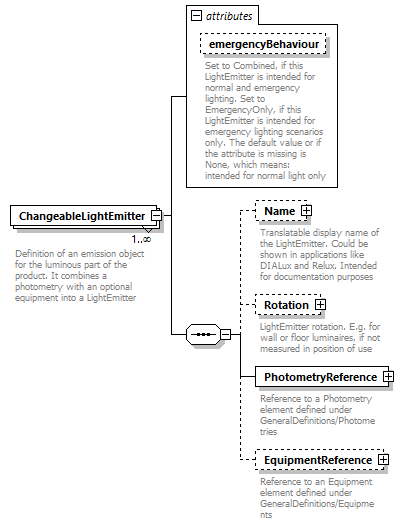 attributes
emergencyBehaviour
Set to Combined, if this
LightEmitter is intended for
normal and emergency
lighting. Set to
EmergencyOnly, if this
LightEmitter is intended for
emergency lighting scenarios
only. The default value or if
the attribute is missing is
None, which means:
intended for normal light only
ChangeableLightEmitter
1..∞
Definition of an emission object
for the luminous part of the
product. It combines a
photometry with an optional
equipment into a LightEmitter
Name
Translatable display name of
the LightEmitter. Could be
shown in applications like
DIALux and Relux. Intended
for documentation purposes
Rotation
LightEmitter rotation. E.g. for
wall or floor luminaires, if not
measured in position of use
PhotometryReference
Reference to a Photometry
element defined under
GeneralDefinitions/Photome
tries
EquipmentReference
Reference to an Equipment
element defined under
GeneralDefinitions/Equipme
nts